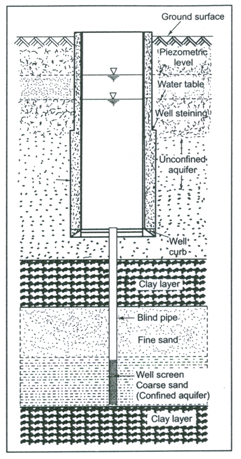 Ground surface
Piezometric
level
Water table
Well steining
Unconfined
aquifer
Well
curb
Clay layer
Blind pipe
Fine sand
Well screen
Coarse sand
(Confined aquifer)
Clay layer